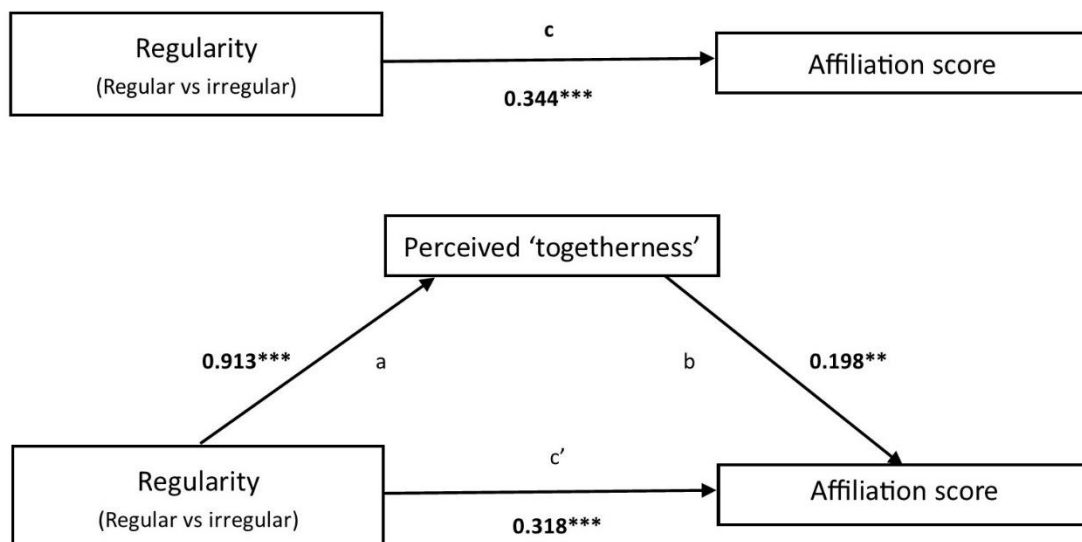 Regularity
(Regular vs irregular)
c
0.344***
Affiliation score
Perceived ‘togetherness’
0.913***
a
b
0.198**
Regularity
(Regular vs irregular)
c’
0.318***
Affiliation score